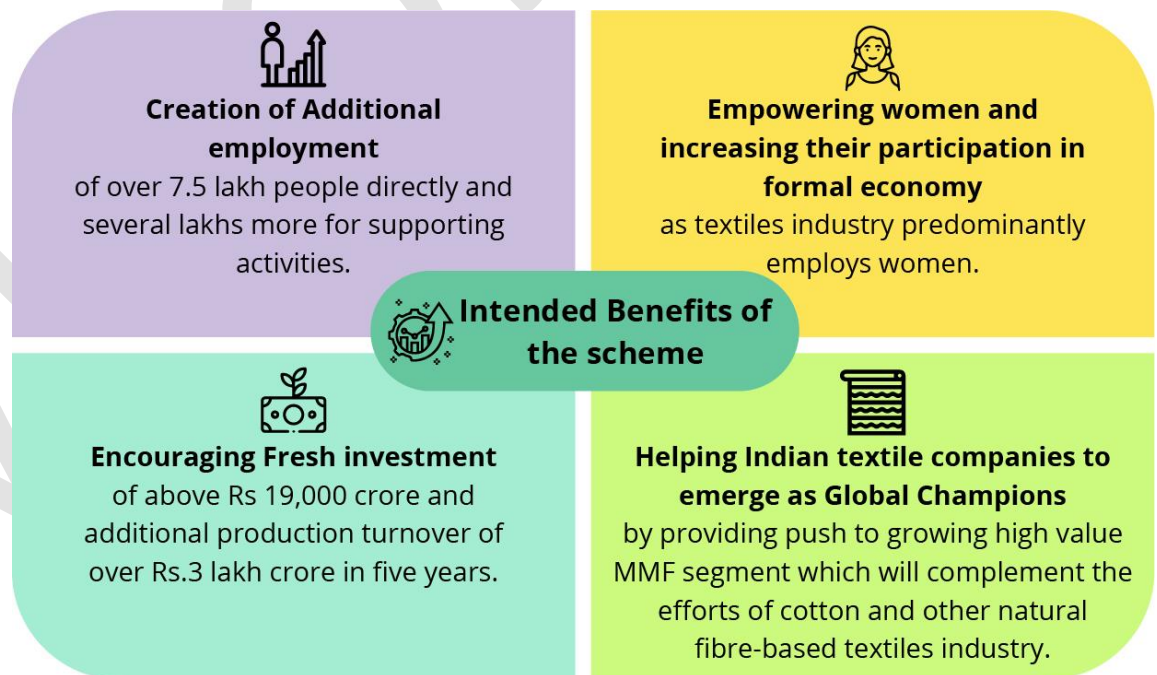 Creation of Additional
employment
of over 7.5 lakh people directly and
several lakhs more for supporting
activities.
Empowering women and
increasing their participation in
formal economy
as textiles industry predominantly
employs women.
Intended Benefits of
the scheme
Encouraging Fresh investment
of above Rs 19,000 crore and
additional production turnover of
over Rs.3 lakh crore in five years.
Helping Indian textile companies to
emerge as Global Champions
by providing push to growing high value
MMF segment which will complement the
efforts of cotton and other natural
fibre-based textiles industry.